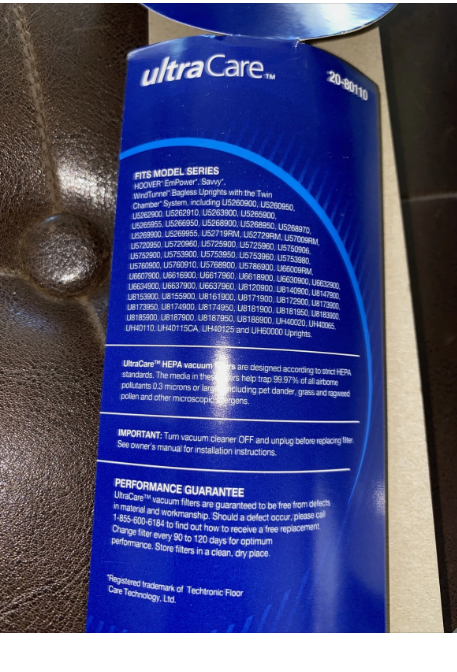 ultraCare™
20-80110
FITS MODEL SERIES
HOOVER* EmPower*, Savvy*,
WindTunnel* Bagless Uprights with the Twin
Chamber* System, including U5260900, U5260950,
U5262900, U5262910, U5263900, U5265900,
U5265955, U5266950, U5268900, U5268950, U5268970,
U5269900, U5269955, U52719RM, U52729RM, U57009RM,
U5720950, U5720960, U5725900, U5725960, U5750906,
U5752900, U5753900, U5753950, U5753960, U5753980,
U5760900, U5760910, U5768900, U5786900, U66009RM,
U6607900, U6616900, U6617960, U6618900, U6630900, U6632900,
U6634900, U6637900, U6637960, U8120900, U8140900, U8147900,
U8153900, U8155900, U8161900, U8171900, U8172900, U8173900,
U8173950, U8174900, U8174950, U8181900, U8181950, U8183900,
U8185900, U8187900, U8187950, U8188900, UH40020, UH40065,
UH40110, UH40115CA, UH40125 and UH60000 Uprights.
UltraCare™ HEPA vacuum are designed according to strict HEPA
standards. The media in help trap 99.97% of all airborne
pollutants 0.3 microns or including pet dander, grass and ragweed
pollen and other microscopic
IMPORTANT: Turn vacuum cleaner OFF and unplug before replacing filter.
See owner's manual for installation instructions.
PERFORMANCE GUARANTEE
UltraCare™ vacuum filters are guaranteed to be free from defects
in material and workmanship. Should a defect occur, please call
1-855-600-6184 to find out how to receive a free replacement.
Change filter every 90 to 120 days for optimum
performance. Store filters in a clean, dry place.
*Registered trademark of Techtronic Floor
Care Technology, Ltd.